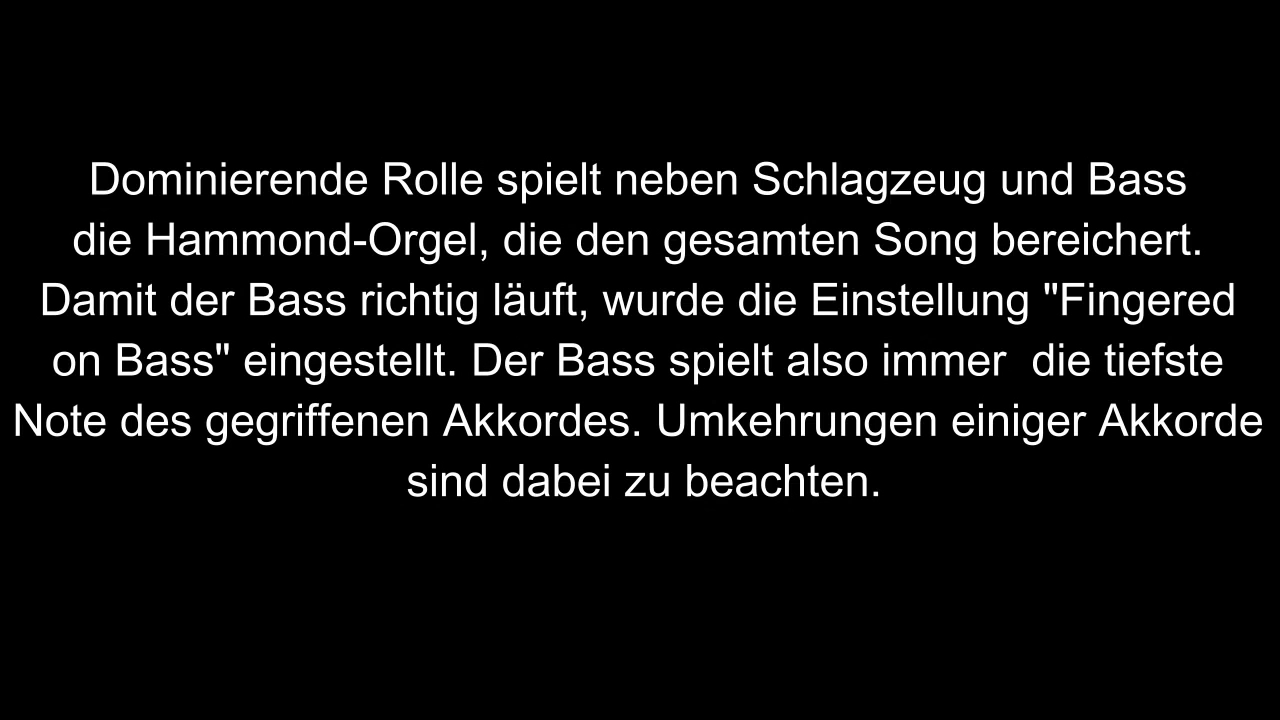 Dominierende Rolle spielt neben Schlagzeug und Bass
die Hammond-Orgel, die den gesamten Song bereichert.
Damit der Bass richtig läuft, wurde die Einstellung "Fingered
on Bass" eingestellt. Der Bass spielt also immer  die tiefste
Note des gegriffenen Akkordes. Umkehrungen einiger Akkorde
sind dabei zu beachten.